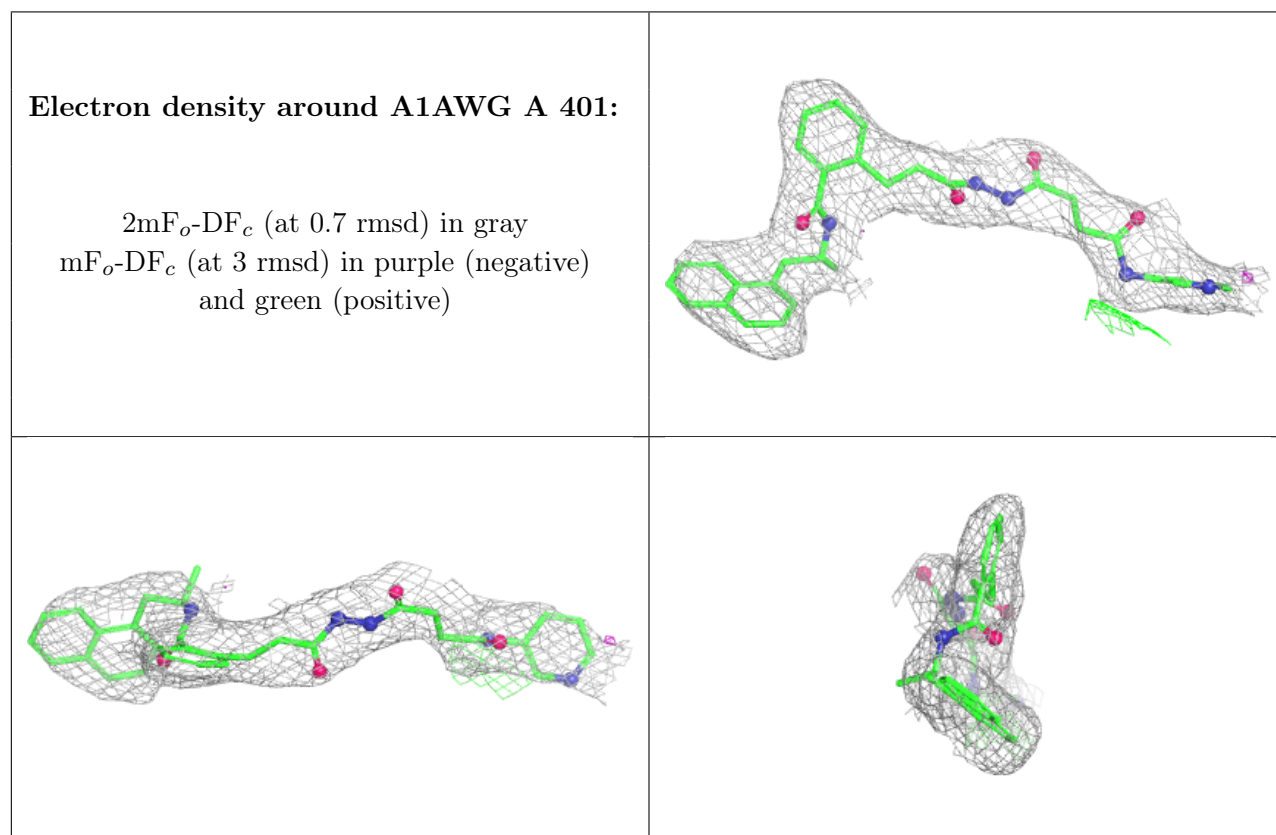 Electron density around A1AWG A 401:
2mFo-DFc (at 0.7 rmsd) in gray
mFo-DFc (at 3 rmsd) in purple (negative)
and green (positive)